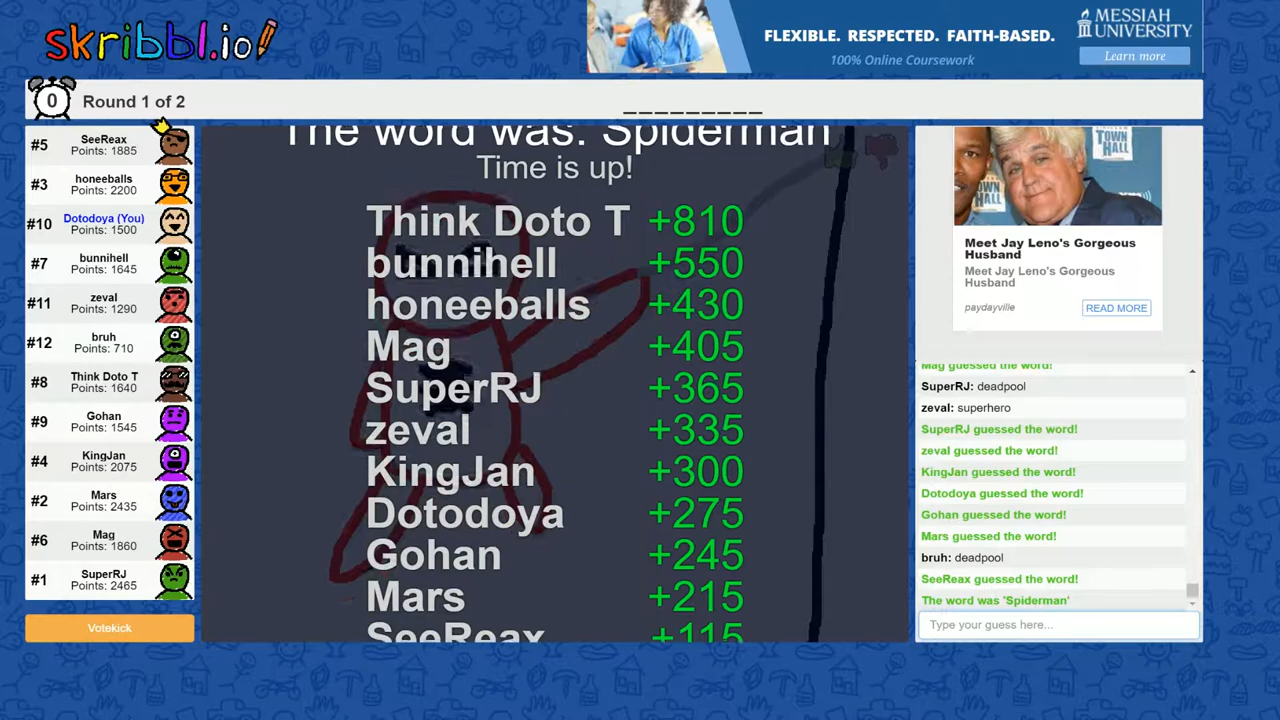 skribbl.io!
FLEXIBLE. RESPECTED. FAITH-BASED.
100% Online Coursework
MESSIAH
UNIVERSITY
Learn more
0
Round 1 of 2
_________
#5
SeeReax
Points: 1885
#3
honeeballs
Points: 2200
#10
Dotodoya (You)
Points: 1500
#7
bunnihell
Points: 1645
#11
zeval
Points: 1290
#12
bruh
Points: 710
#8
Think Doto T
Points: 1640
#9
Gohan
Points: 1545
#4
KingJan
Points: 2075
#2
Mars
Points: 2435
#6
Mag
Points: 1860
#1
SuperRJ
Points: 2465
Votekick
The word was: Spiderman
Time is up!
Think Doto T +810
bunnihell +550
honeeballs +430
Mag +405
SuperRJ +365
zeval +335
KingJan +300
Dotodoya +275
Gohan +245
Mars +215
SeeReax +115
TOWN
HALL
Meet Jay Leno's Gorgeous
Husband
Meet Jay Leno's Gorgeous
Husband
paydayville
READ MORE
Mag guessed the word!
SuperRJ: deadpool
zeval: superhero
SuperRJ guessed the word!
zeval guessed the word!
KingJan guessed the word!
Dotodoya guessed the word!
Gohan guessed the word!
Mars guessed the word!
bruh: deadpool
SeeReax guessed the word!
The word was 'Spiderman'
Type your guess here...